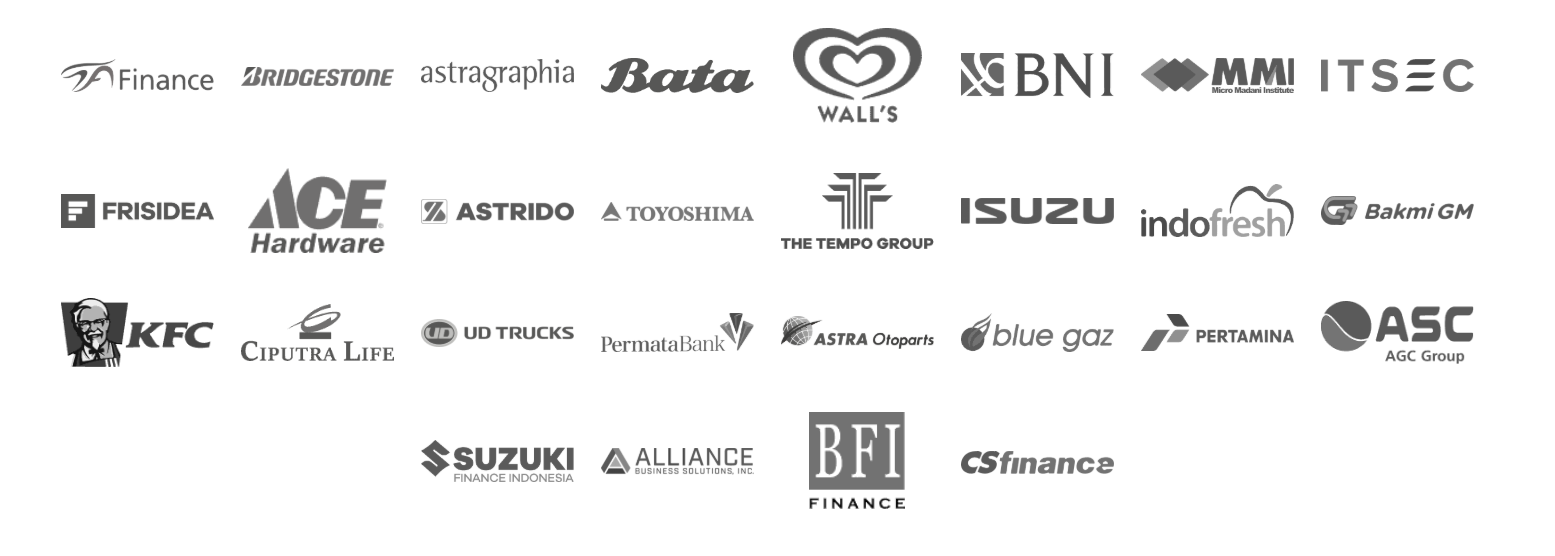 Finance
BRIDGESTONE
astragraphia
Bata
WALL'S
BNI
MMI
Micro Madani Institute
ITSEC
FRISIDEA
ACE
Hardware
ASTRIDO
TOYOSHIMA
THE TEMPO GROUP
ISUZU
indofresh
Bakmi GM
KFC
CIPUTRA LIFE
UD UD TRUCKS
PermataBank
ASTRA Otoparts
blue gaz
PERTAMINA
ASC
AGC Group
SUZUKI
FINANCE INDONESIA
ALLIANCE
BUSINESS SOLUTIONS, INC.
BFI
FINANCE
CSfinance